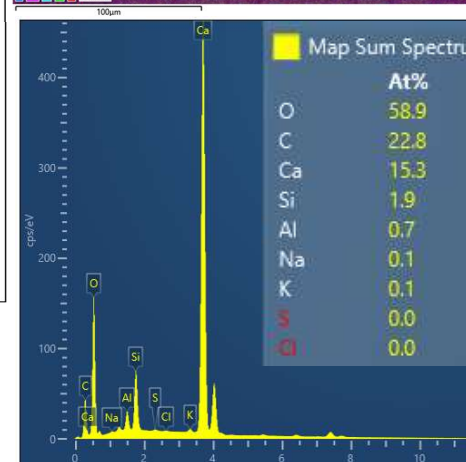 100µm
Map Sum Spectru
At%
O 58.9
C 22.8
Ca 15.3
Si 1.9
Al 0.7
Na 0.1
K 0.1
S 0.0
Cl 0.0
cps/eV
400
300
200
100
0
Ca
O
C
Ca
Na
Al
Si
S
Cl
K
0 2 4 6 8 10